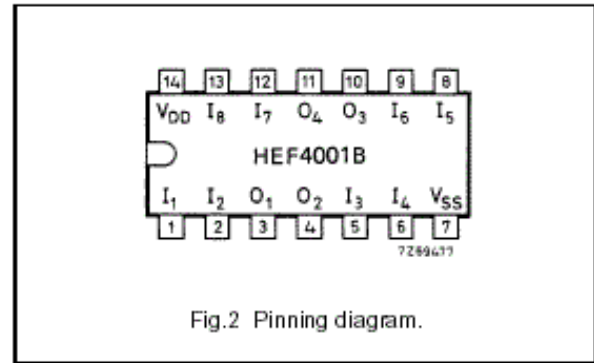 14 13 12 11 10 9 8
VDD I8 I7 O4 O3 I6 I5
HEF4001B
I1 I2 O1 O2 I3 I4 VSS
1 2 3 4 5 6 7
7Z69477
Fig.2 Pinning diagram.